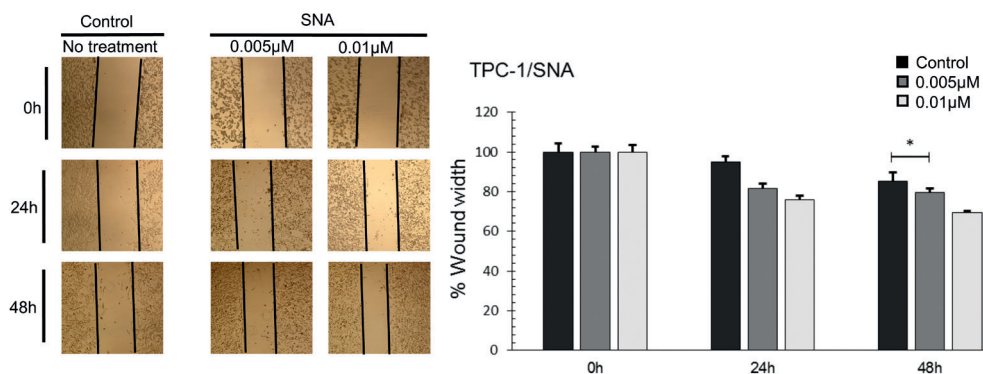 Control
No treatment
SNA
0.005μM
0.01μM
0h
24h
48h
TPC-1/SNA
Control
0.005μM
0.01μM
% Wound width
120
100
80
60
40
20
0
*
0h
24h
48h